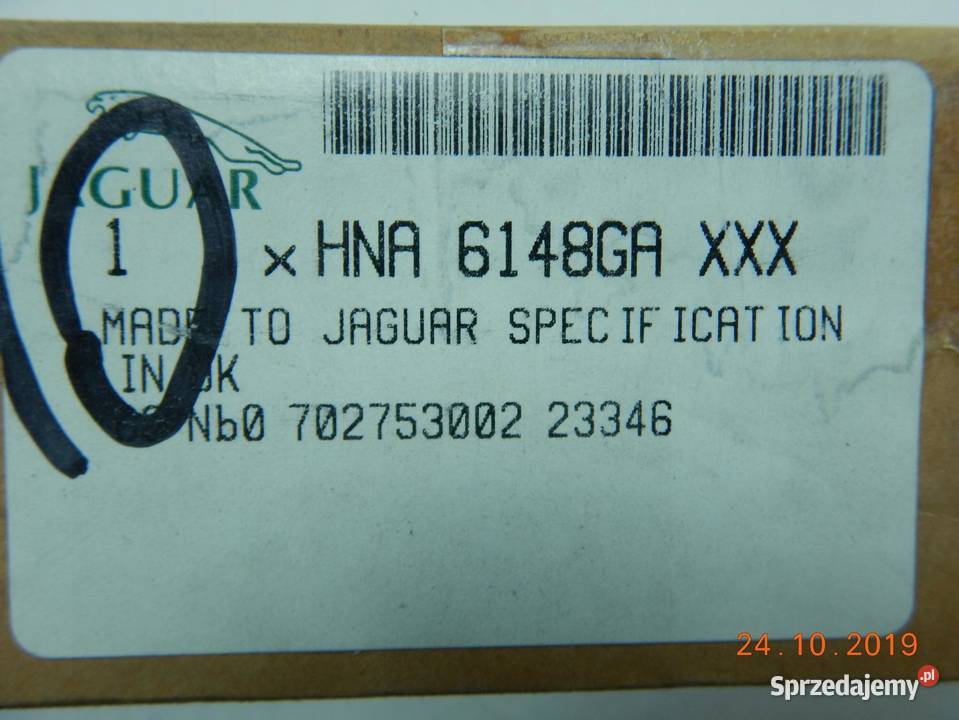 JAGUAR
1 x HNA 6148GA XXX
MADE TO JAGUAR SPECIFICATION
IN UK
Nb0 702753002 23346
24.10.2019
Sprzedajemy.pl